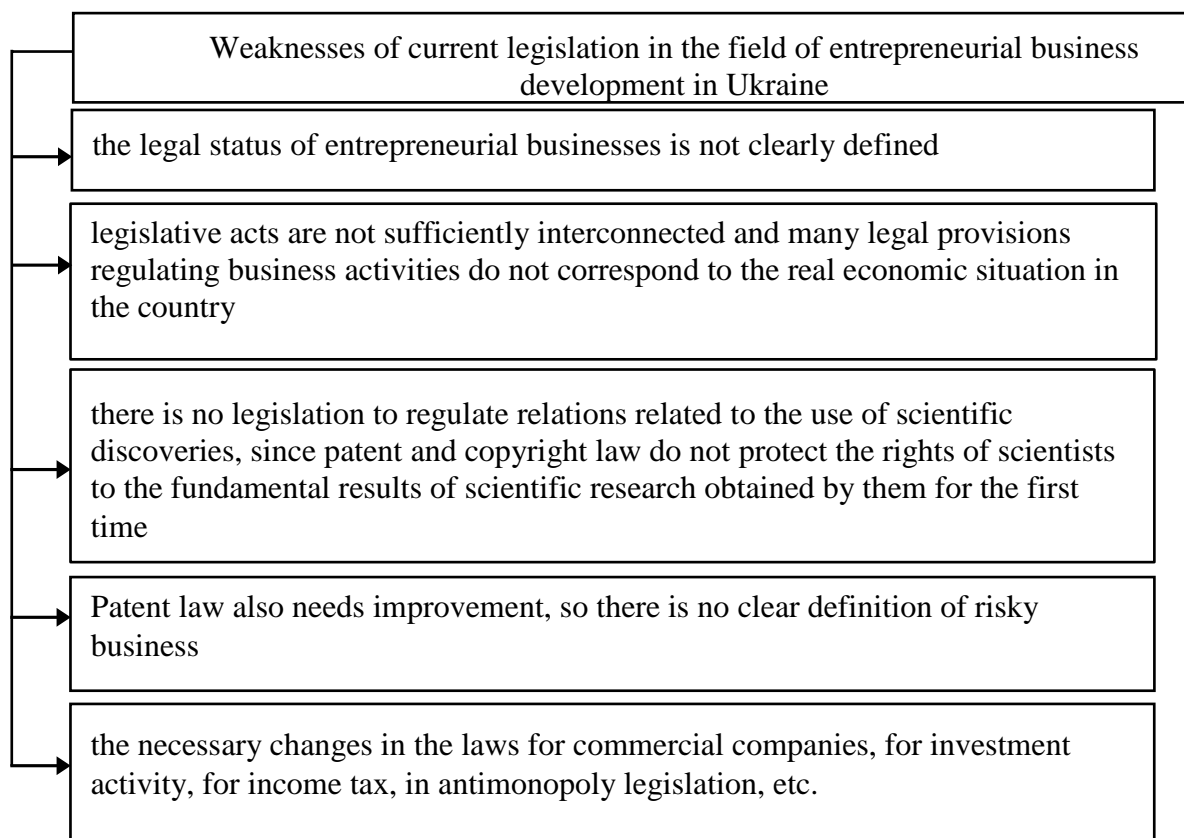 Weaknesses of current legislation in the field of entrepreneurial business
development in Ukraine
the legal status of entrepreneurial businesses is not clearly defined
legislative acts are not sufficiently interconnected and many legal provisions
regulating business activities do not correspond to the real economic situation in
the country
there is no legislation to regulate relations related to the use of scientific
discoveries, since patent and copyright law do not protect the rights of scientists
to the fundamental results of scientific research obtained by them for the first
time
Patent law also needs improvement, so there is no clear definition of risky
business
the necessary changes in the laws for commercial companies, for investment
activity, for income tax, in antimonopoly legislation, etc.